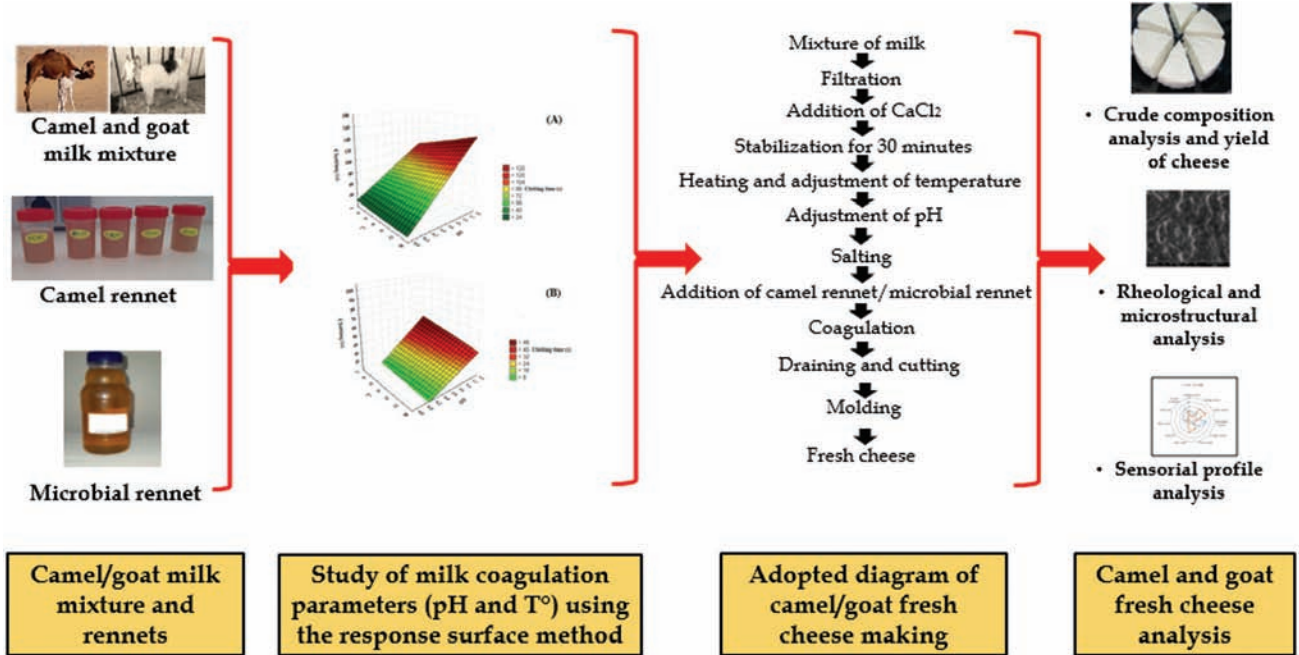 Camel and goat
milk mixture
Camel rennet
Microbial rennet
Camel/goat milk
mixture and
rennets
(A)
Clotting time (s)
(B)
Clotting time (s)
Study of milk coagulation
parameters (pH and T°) using
the response surface method
Mixture of milk
Filtration
Addition of CaCl2
Stabilization for 30 minutes
Heating and adjustment of temperature
Adjustment of pH
Salting
Addition of camel rennet/microbial rennet
Coagulation
Draining and cutting
Molding
Fresh cheese
Adopted diagram of
camel/goat fresh
cheese making
• Crude composition
analysis and yield
of cheese
• Rheological and
microstructural
analysis
• Sensorial profile
analysis
Camel and goat
fresh cheese
analysis